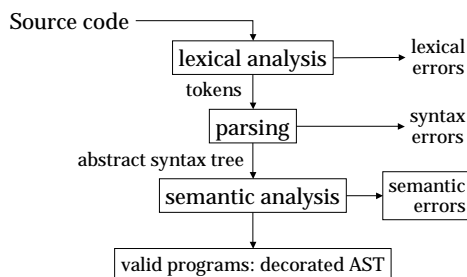 Source code
lexical analysis
lexical
errors
tokens
parsing
syntax
errors
abstract syntax tree
semantic analysis
semantic
errors
valid programs: decorated AST